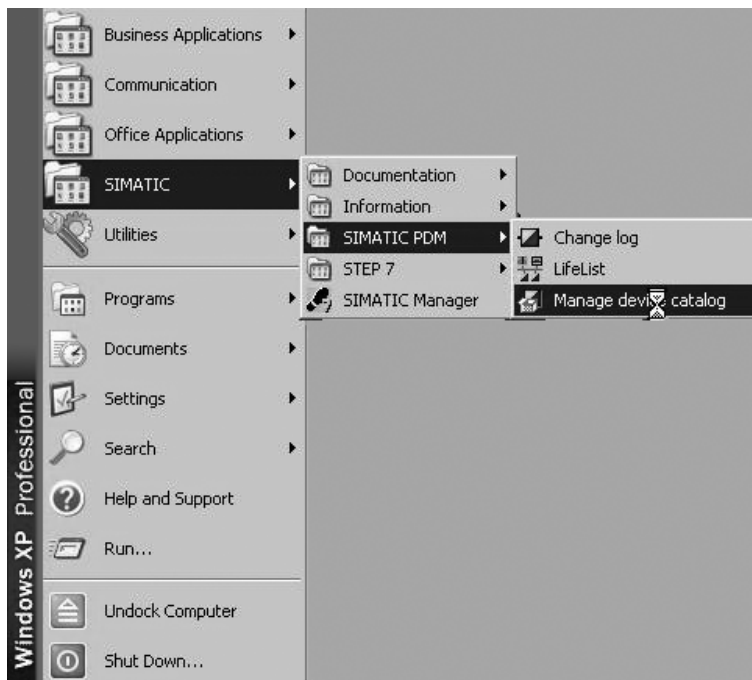 Windows XP Professional
Business Applications
Communication
Office Applications
SIMATIC
Utilities
Programs
Documents
Settings
Search
Help and Support
Run...
Undock Computer
Shut Down...
Documentation
Information
SIMATIC PDM
STEP 7
SIMATIC Manager
Change log
LifeList
Manage device catalog